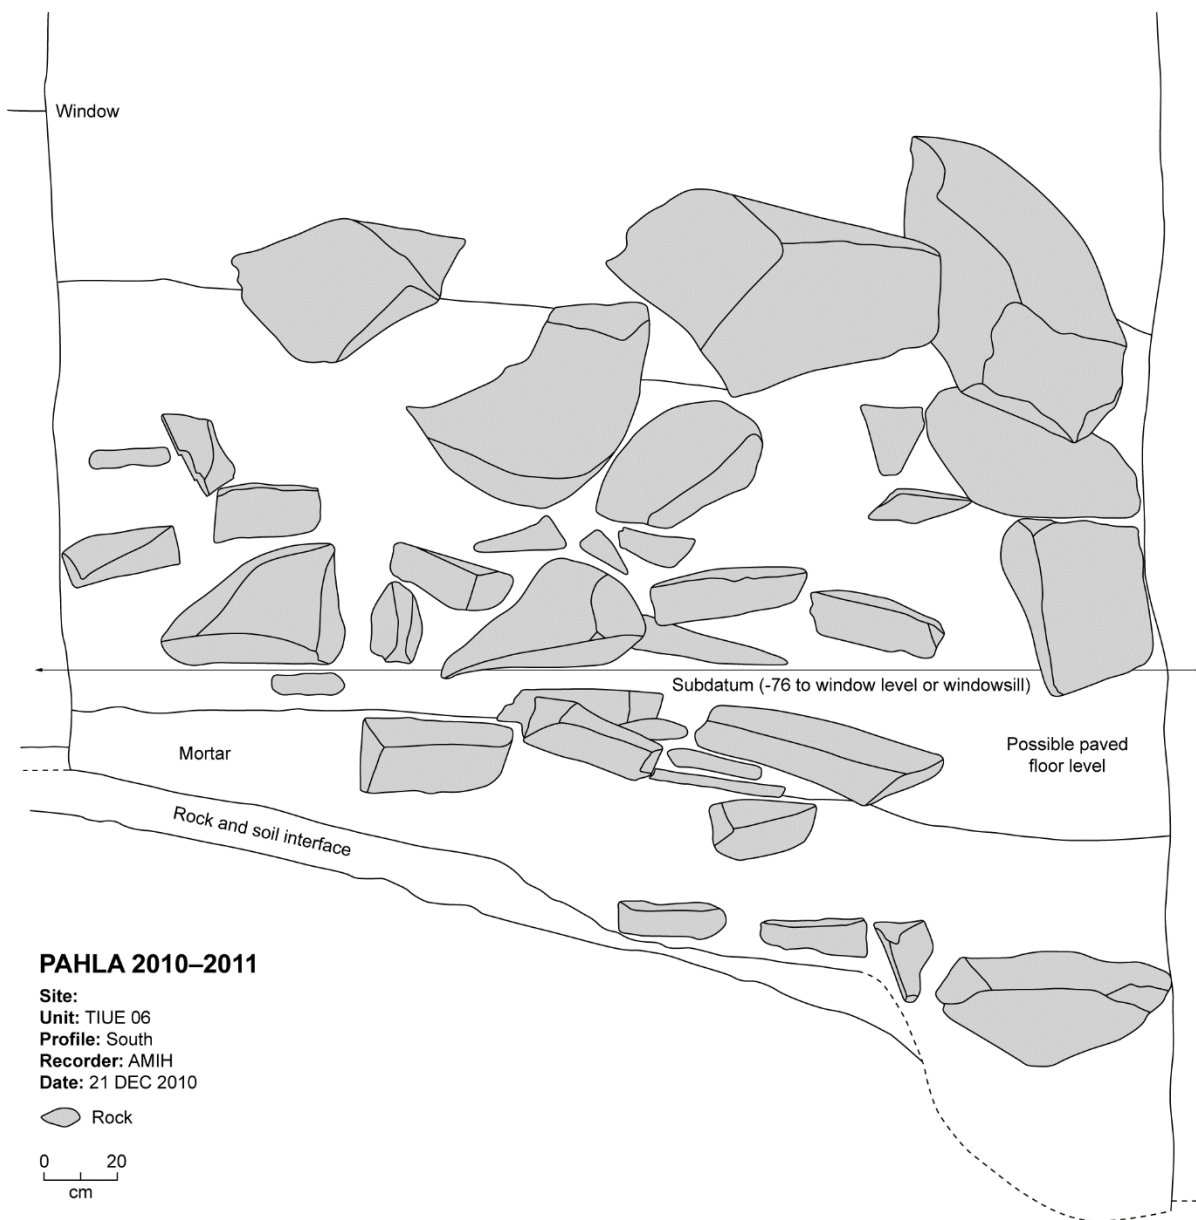 Window
Subdatum (-76 to window level or windowsill)
Mortar
Possible paved
floor level
Rock and soil interface
PAHLA 2010–2011
Site:
Unit: TIUE 06
Profile: South
Recorder: AMIH
Date: 21 DEC 2010
Rock
0 20
cm